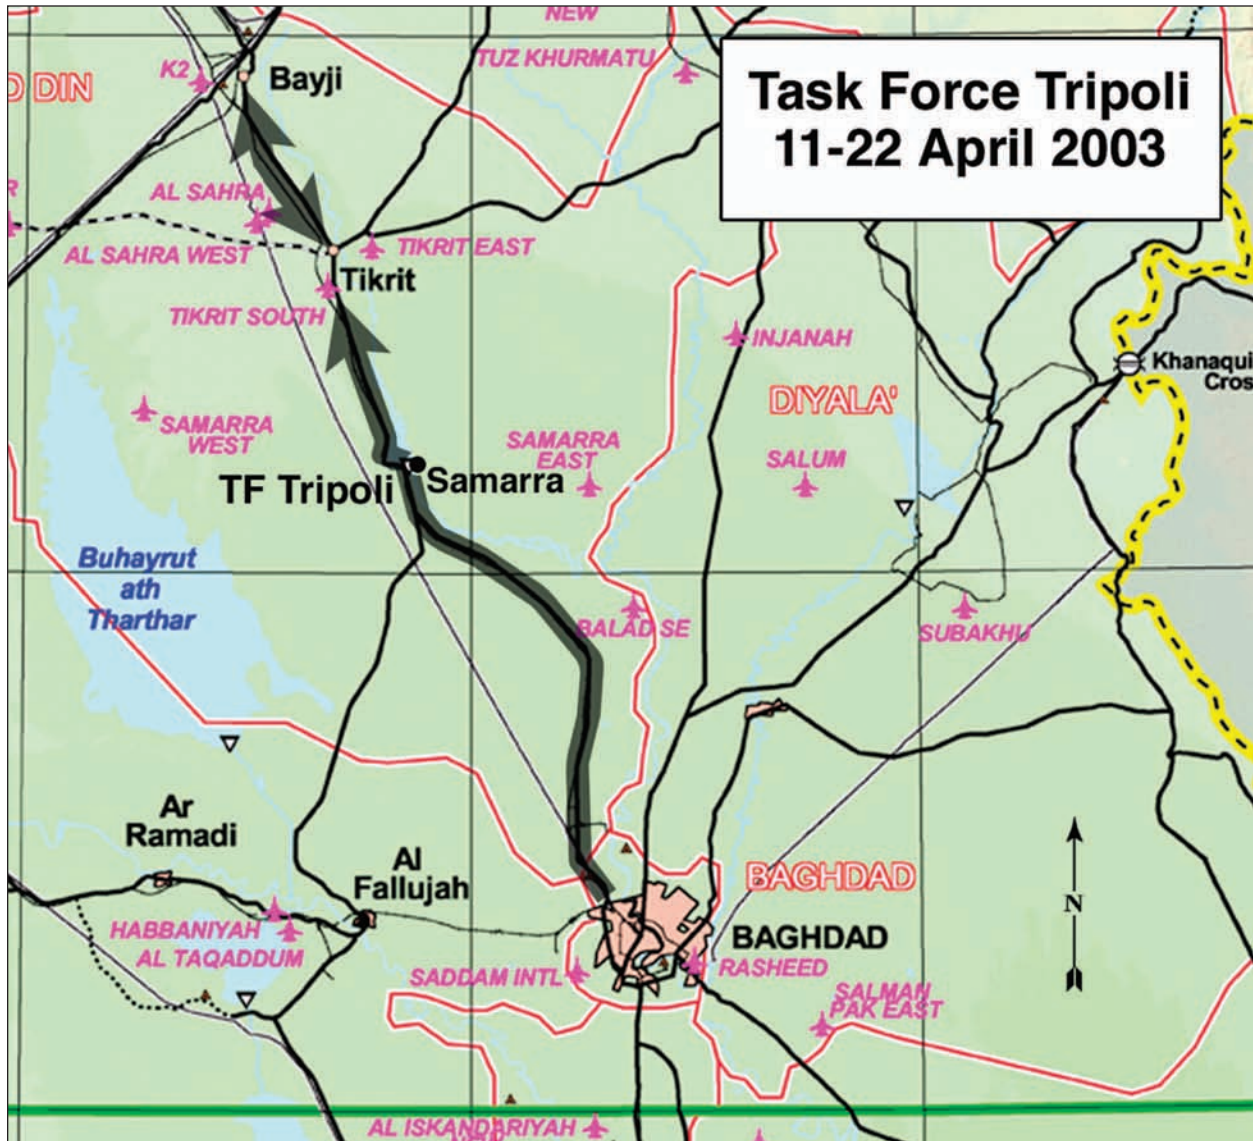 NEW
TUZ KHURMATU
Task Force Tripoli
11-22 April 2003
K2
Bayji
D DIN
R
AL SAHRA
AL SAHRA WEST
TIKRIT EAST
Tikrit
TIKRIT SOUTH
INJANAH
Khanaqui
Cros
DIYALA'
SAMARRA
WEST
SAMARRA
EAST
SALUM
TF Tripoli
Samarra
Buhayrut
ath
Tharthar
BALAD SE
SUBAKHU
Ar
Ramadi
Al
Fallujah
BAGHDAD
N
HABBANIYAH
AL TAQADDUM
BAGHDAD
SADDAM INTL
RASHEED
SALMAN
PAK EAST
AL ISKANDARIYAH